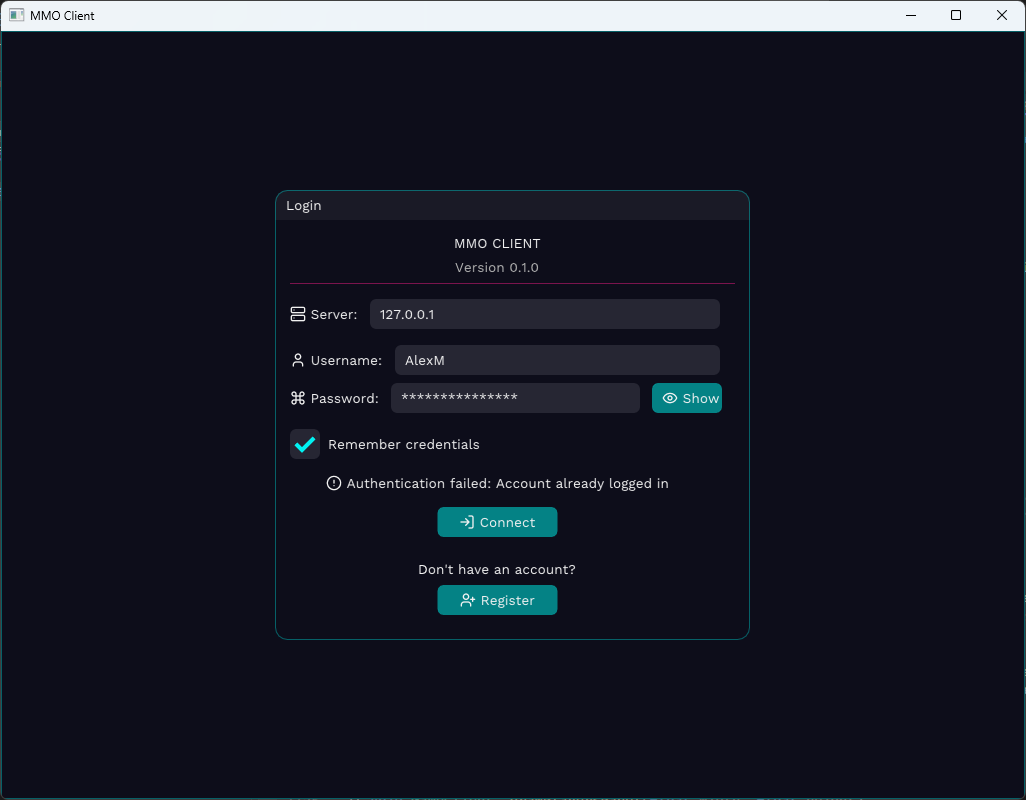 MMO Client
Login
MMO CLIENT
Version 0.1.0
Server: 127.0.0.1
Username: AlexM
Password: *************** Show
Remember credentials
Authentication failed: Account already logged in
Connect
Don't have an account?
Register